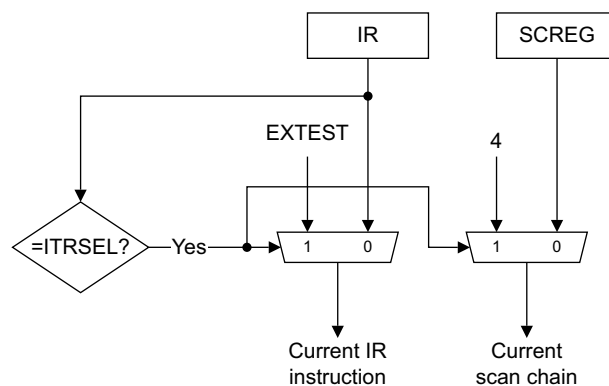 IR
SCREG
EXTEST
4
=ITRSEL?
Yes
1 0
1 0
Current IR
instruction
Current
scan chain